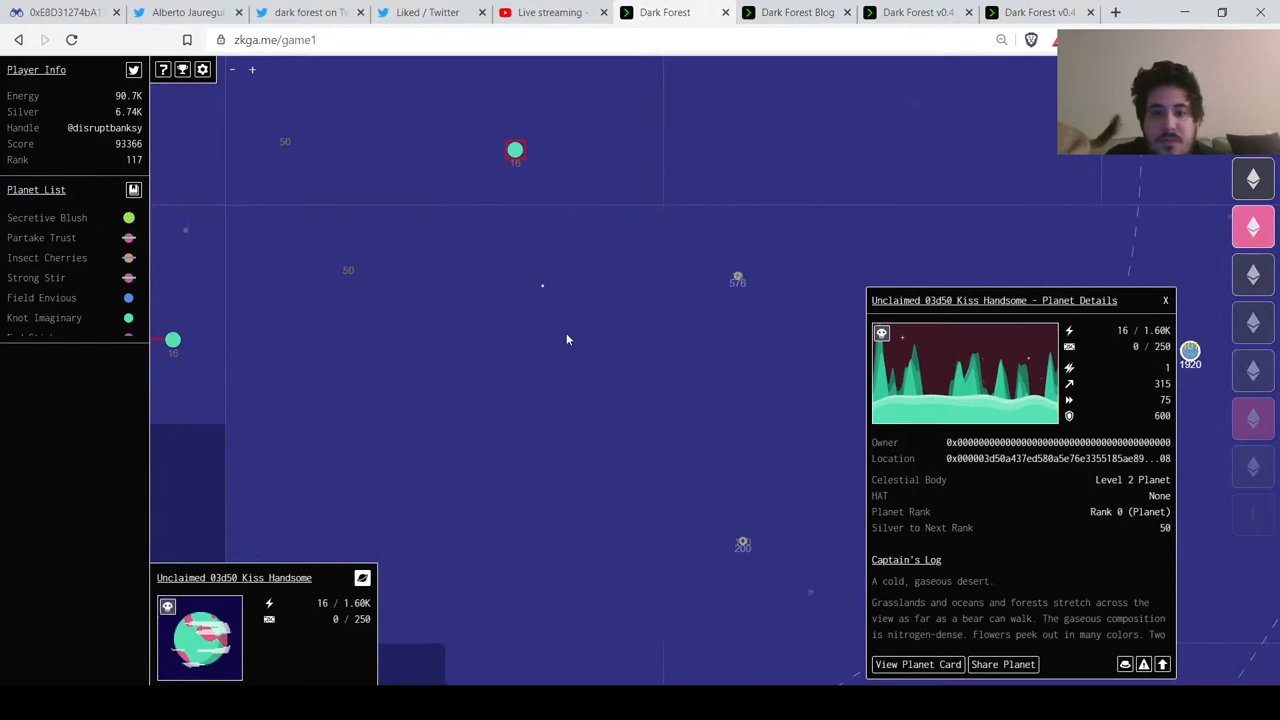 0xE8D31274bA15
Alberto Jauregu
dark forest on Tw
Liked / Twitter
Live streaming -
Dark Forest
Dark Forest Blog
Dark Forest v0.4
Dark Forest v0.4
zkga.me/game1
Player Info
Energy 90.7K
Silver 6.74K
Handle @disruptbanksy
Score 93366
Rank 117
Planet List
Secretive Blush
Partake Trust
Insect Cherries
Strong Stir
Field Envious
Knot Imaginary
? - +
50
16
50
576
16
200
1920
Unclaimed 03d50 Kiss Handsome - Planet Details X
16 / 1.60K
0 / 250
1
315
75
600
Owner 0x0000000000000000000000000000000000000000
Location 0x000003d50a437ed580a5e76e3355185ae89...08
Celestial Body Level 2 Planet
HAT None
Planet Rank Rank 0 (Planet)
Silver to Next Rank 50
Captain's Log
A cold, gaseous desert.
Grasslands and oceans and forests stretch across the
view as far as a bear can walk. The gaseous composition
is nitrogen-dense. Flowers peek out in many colors. Two
View Planet Card Share Planet
Unclaimed 03d50 Kiss Handsome
16 / 1.60K
0 / 250